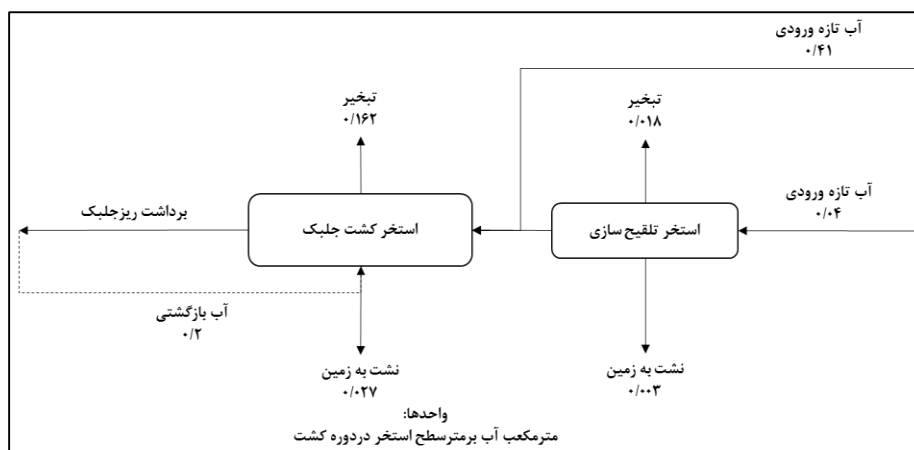 آب تازه ورودی
۰/۴۱
تبخیر
۰/۰۱۸
تبخیر
۰/۱۶۲
آب تازه ورودی
۰/۰۴
استخر تلقیح سازی
استخر کشت جلبک
برداشت ریزجلبک
آب بازگشتی
۰/۲
نشت به زمین
۰/۰۰۳
نشت به زمین
۰/۰۲۷
واحدها:
مترمکعب آب برمترسطح استخر دردوره کشت